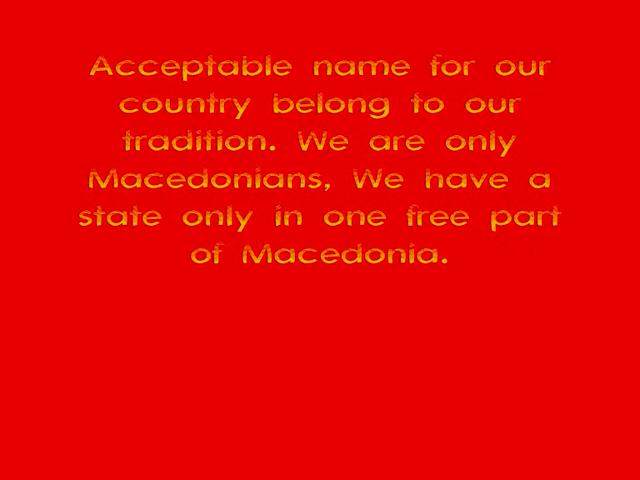 Acceptable name for our
country belong to our
tradition. We are only
Macedonians, We have a
state only in one free part
of Macedonia.